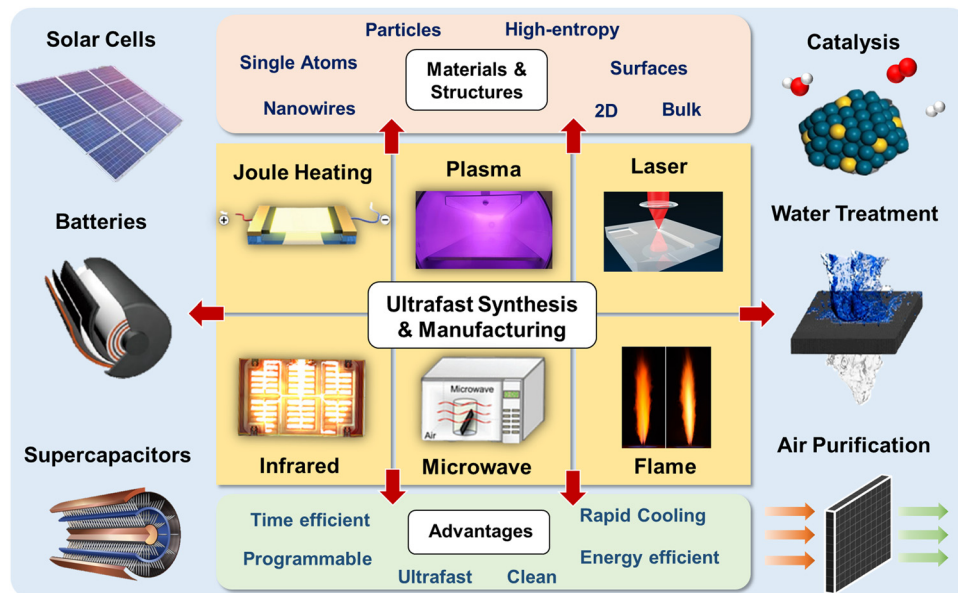 Solar Cells
Particles
High-entropy
Catalysis
Single Atoms
Materials &
Structures
Surfaces
Nanowires
2D
Bulk
Joule Heating
Plasma
Laser
Batteries
Water Treatment
+
−
Ultrafast Synthesis
& Manufacturing
Microwave
Air
Supercapacitors
Infrared
Microwave
Flame
Air Purification
Time efficient
Advantages
Rapid Cooling
Programmable
Energy efficient
Ultrafast
Clean